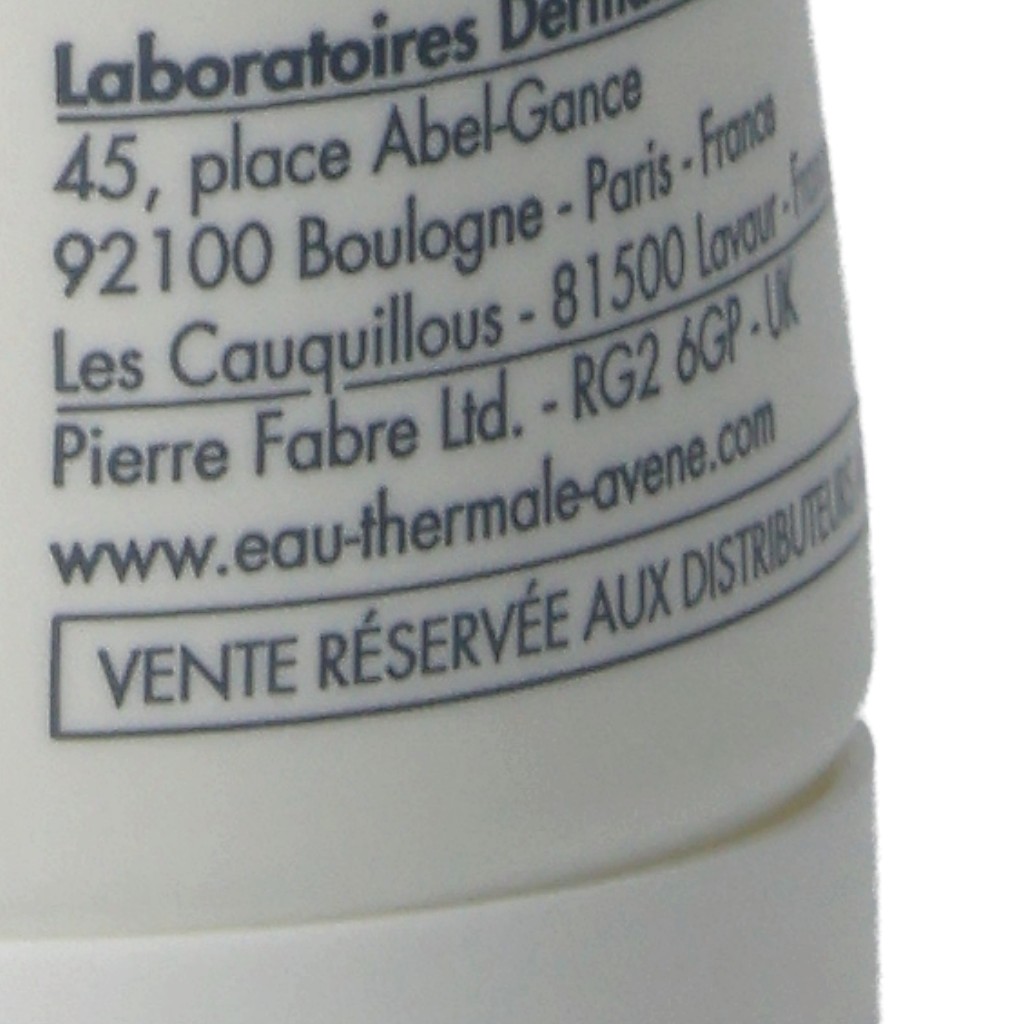 Laboratoires
45, place Abel-Gance
92100 Boulogne - Paris - France
Les Cauquillous - 81500 Lavaur -
Pierre Fabre Ltd. - RG2 6GP - UK
www.eau-thermale-avene.com
VENTE RÉSERVÉE AUX DISTRIBUTEURS